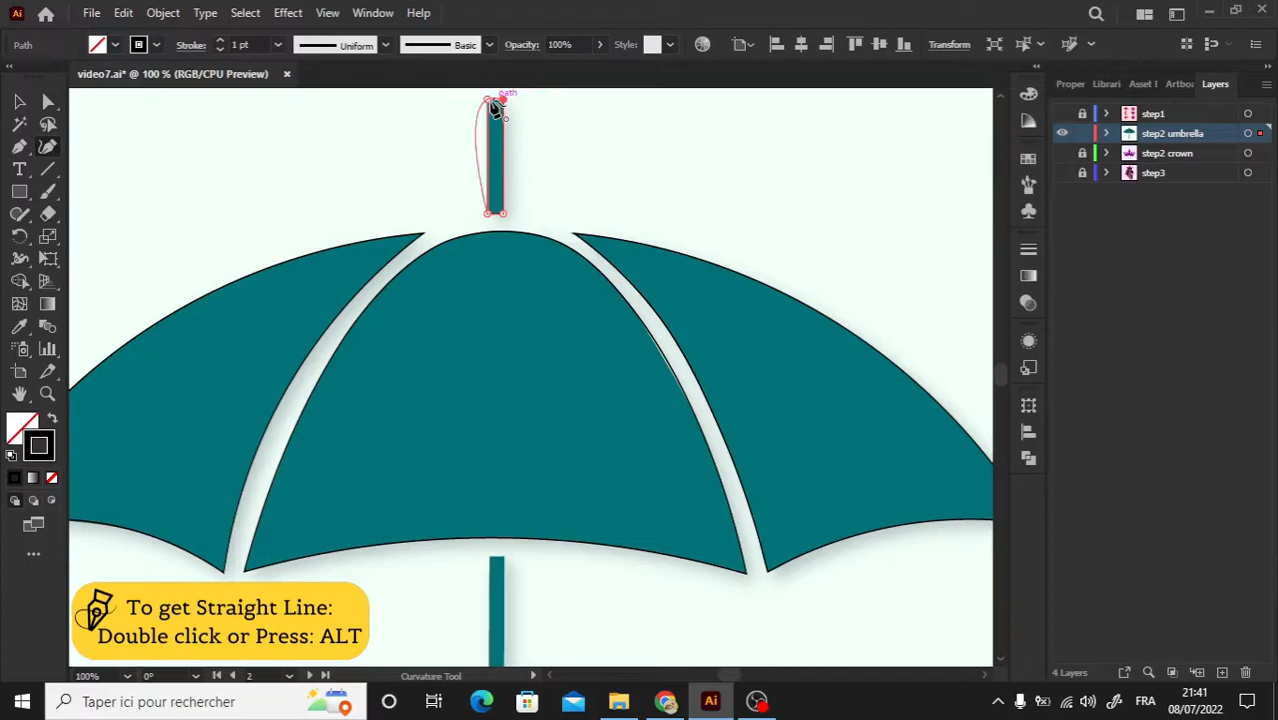 File Edit Object Type Select Effect View Window Help
Path Stroke: 1 pt Uniform Basic Opacity: 100% Style: Transform
video7.ai* @ 100 % (RGB/CPU Preview)
Proper Librari Asset I Artboa Layers
step1
step2 umbrella
step2 crown
step3
path
To get Straight Line:
Double click or Press: ALT
100% 0° 2 Curvature Tool
4 Layers
Taper ici pour rechercher
21:41
08/07/2022